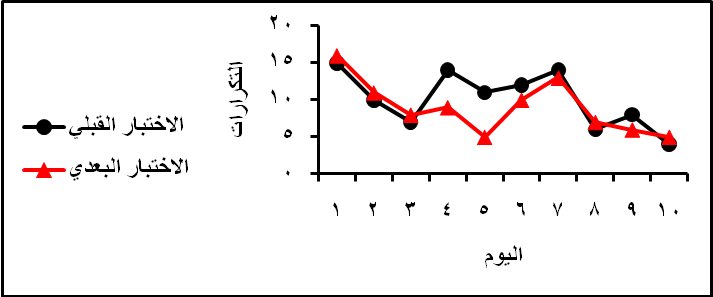 ٢٠
١٥
١٠
٥
٠
التكرارات
١ ٢ ٣ ٤ ٥ ٦ ٧ ٨ ٩ ١٠
اليوم
الاختبار القبلي
الاختبار البعدي